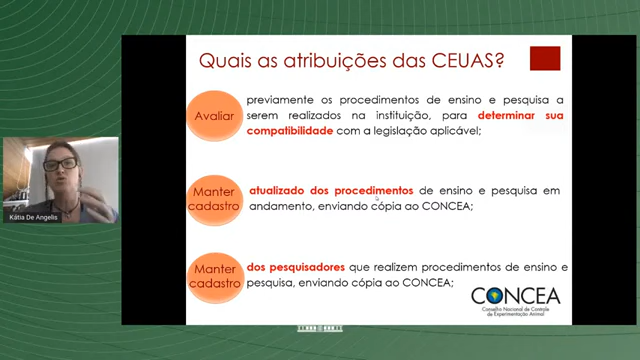 Quais as atribuições das CEUAS?
Avaliar
previamente os procedimentos de ensino e pesquisa a
serem realizados na instituição, para determinar sua
compatibilidade com a legislação aplicável;
Manter
cadastro
atualizado dos procedimentos de ensino e pesquisa em
andamento, enviando cópia ao CONCEA;
Manter
cadastro
dos pesquisadores que realizem procedimentos de ensino e
pesquisa, enviando cópia ao CONCEA;
CONCEA
Conselho Nacional de Controle
de Experimentação Animal
Kátia De Angelis